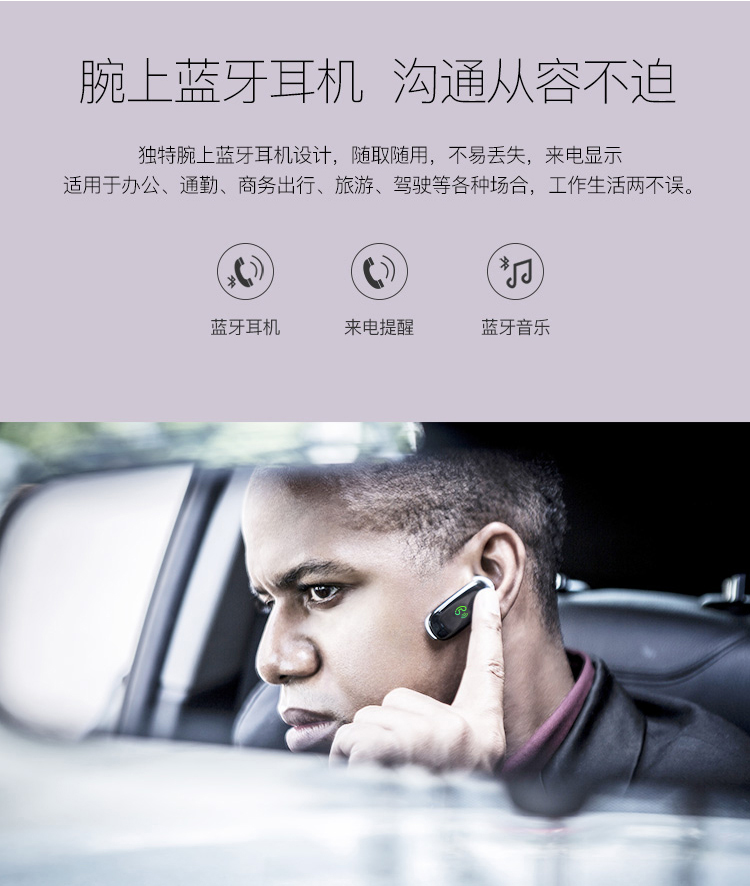 腕上蓝牙耳机 沟通从容不迫
独特腕上蓝牙耳机设计，随取随用，不易丢失，来电显示
适用于办公、通勤、商务出行、旅游、驾驶等各种场合，工作生活两不误。
蓝牙耳机 来电提醒 蓝牙音乐